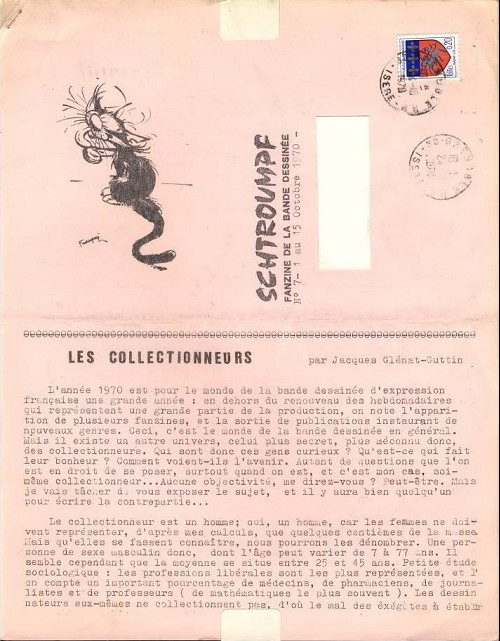 0,20
ISERE
1970
Franquin
SCHTROUMPF
FANZINE DE LA BANDE DESSINÉE
N° 7- 1 au 15 Octobre 1970 -
LES COLLECTIONNEURS
par Jacques Glénat-Guttin
L'année 1970 est pour le monde de la bande dessinée d'expression
française une grande année : en dehors du renouveau des hebdomadaires
qui représentent une grande partie de la production, on note l'appari-
tion de plusieurs fanzines, et la sortie de publications instaurant de
nouveaux genres. Ceci, c'est le monde de la bande dessinée en général.
Mais il existe un autre univers, celui plus secret, plus méconnu donc,
des collectionneurs. Qui sont donc ces gens curieux ? Qu'est-ce qui fait
leur bonheur ? Comment voient-ils l'avenir. Autant de questions que l'on
est en droit de se poser, surtout quand on est, ou non cas, soi-
même collectionneur...Aucune objectivité, me direz-vous ? Peut-être. Mais
je vais tâcher de vous exposer le sujet, et il y aura bien quelqu'un
pour écrire la contrepartie...
Le collectionneur est un homme; oui, un homme, car les femmes ne doi-
vent représenter, d'après mes calculs, que quelques centièmes de la masse
Mais qu'elles se fassent connaître, nous pourrons les dénombrer. Une per-
sonne de sexe masculin donc, dont l'âge peut varier de 7 à 77 ans. Il
semble cependant que la moyenne se situe entre 25 et 45 ans. Petite étude
sociologique : les professions libérales sont les plus représentées, et l'
on compte un important pourcentage de médecins, de pharmaciens, de journa-
listes et de professeurs ( de mathématiques le plus souvent ). Les dessi
nateurs eux-mêmes ne collectionnent pas, d'où le mal des exégètes à établir